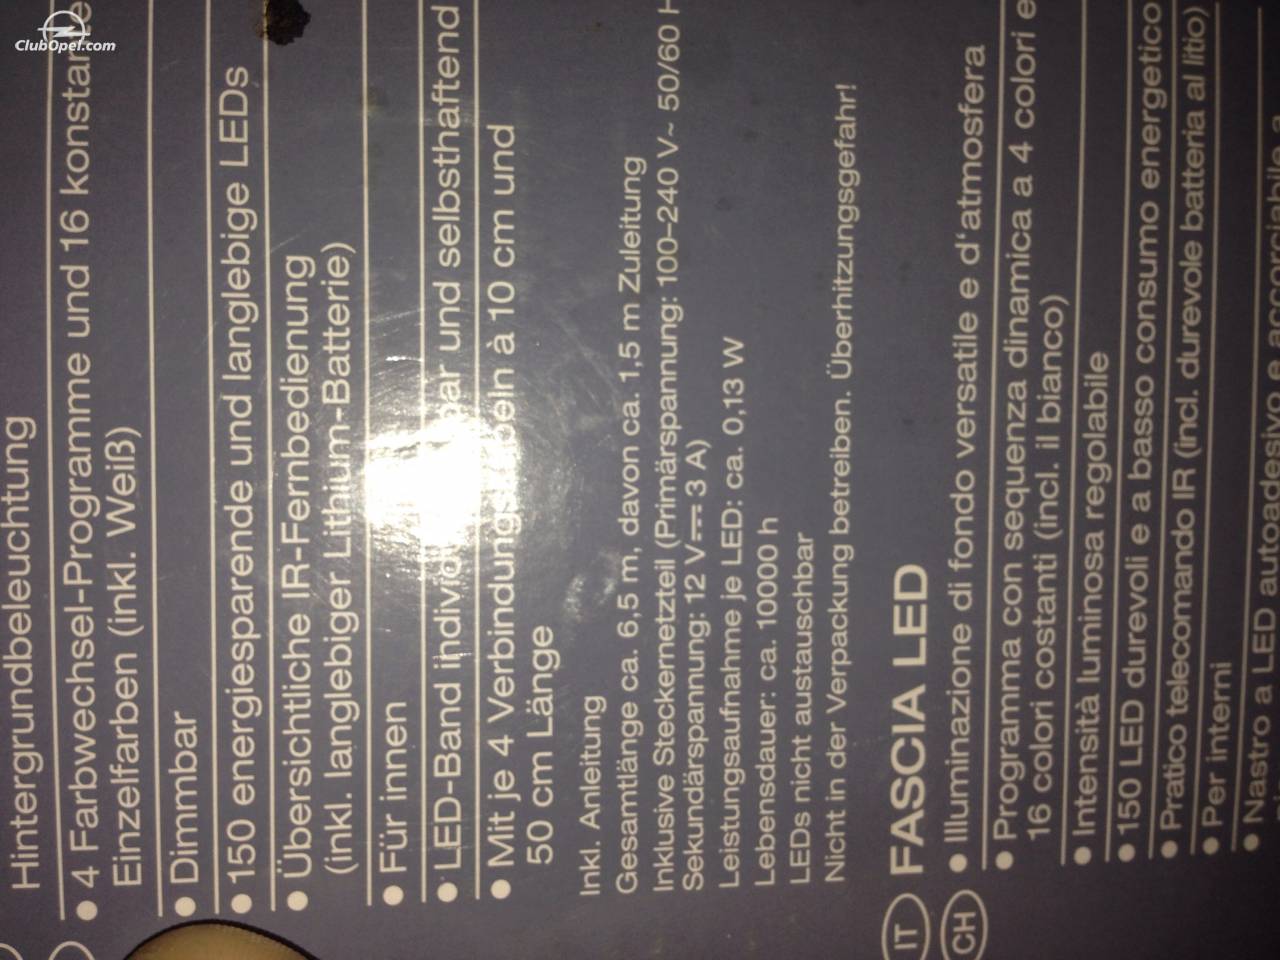 ClubOpel.com
Hintergrundbeleuchtung
4 Farbwechsel-Programme und 16 konstante
Einzelfarben (inkl. Weiß)
Dimmbar
150 energiesparende und langlebige LEDs
Übersichtliche IR-Fernbedienung
(inkl. langlebiger Lithium-Batterie)
Für innen
LED-Band und selbsthaftend
Mit je 4 à 10 cm und
50 cm Länge
Inkl. Anleitung
Gesamtlänge ca. 6,5 m, davon ca. 1,5 m Zuleitung
Inklusive Steckernetzteil (Primärspannung: 100–240 V~ 50/60 H
Sekundärspannung: 12 V⎓ 3 A)
Leistungsaufnahme je LED: ca. 0,13 W
Lebensdauer: ca. 10000 h
LEDs nicht austauschbar
Nicht in der Verpackung betreiben. Überhitzungsgefahr!
IT FASCIA LED
CH
Illuminazione di fondo versatile e d'atmosfera
Programma con sequenza dinamica a 4 colori e
16 colori costanti (incl. il bianco)
Intensità luminosa regolabile
150 LED durevoli e a basso consumo energetico
Pratico telecomando IR (incl. durevole batteria al litio)
Per interni
Nastro a LED autoadesivo e accorciabile a